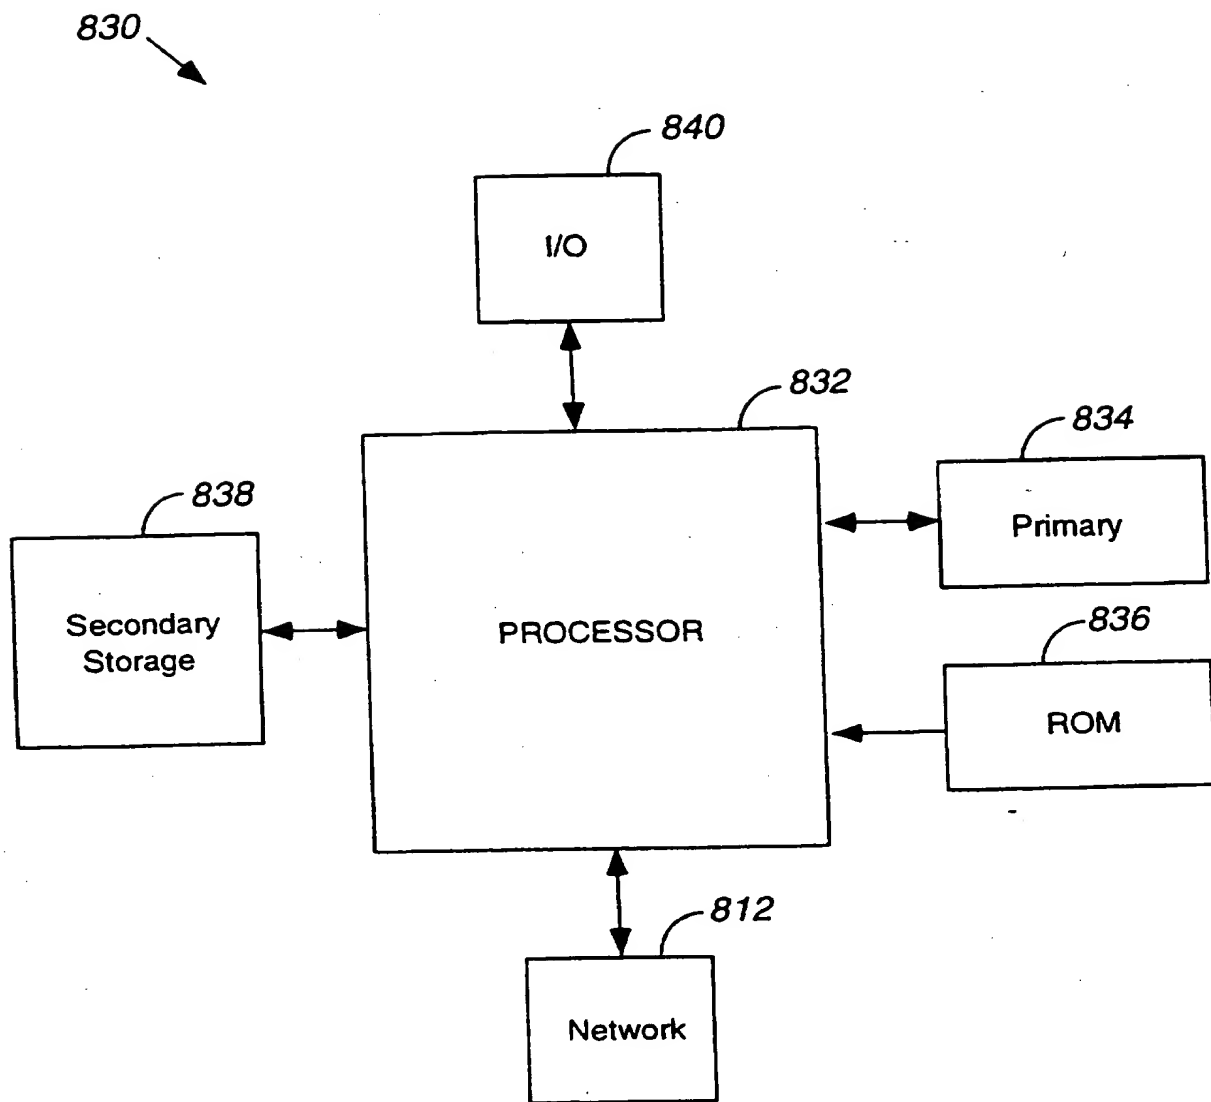 830
840
I/O
832
834
838
Primary
Secondary
Storage
PROCESSOR
836
ROM
812
Network